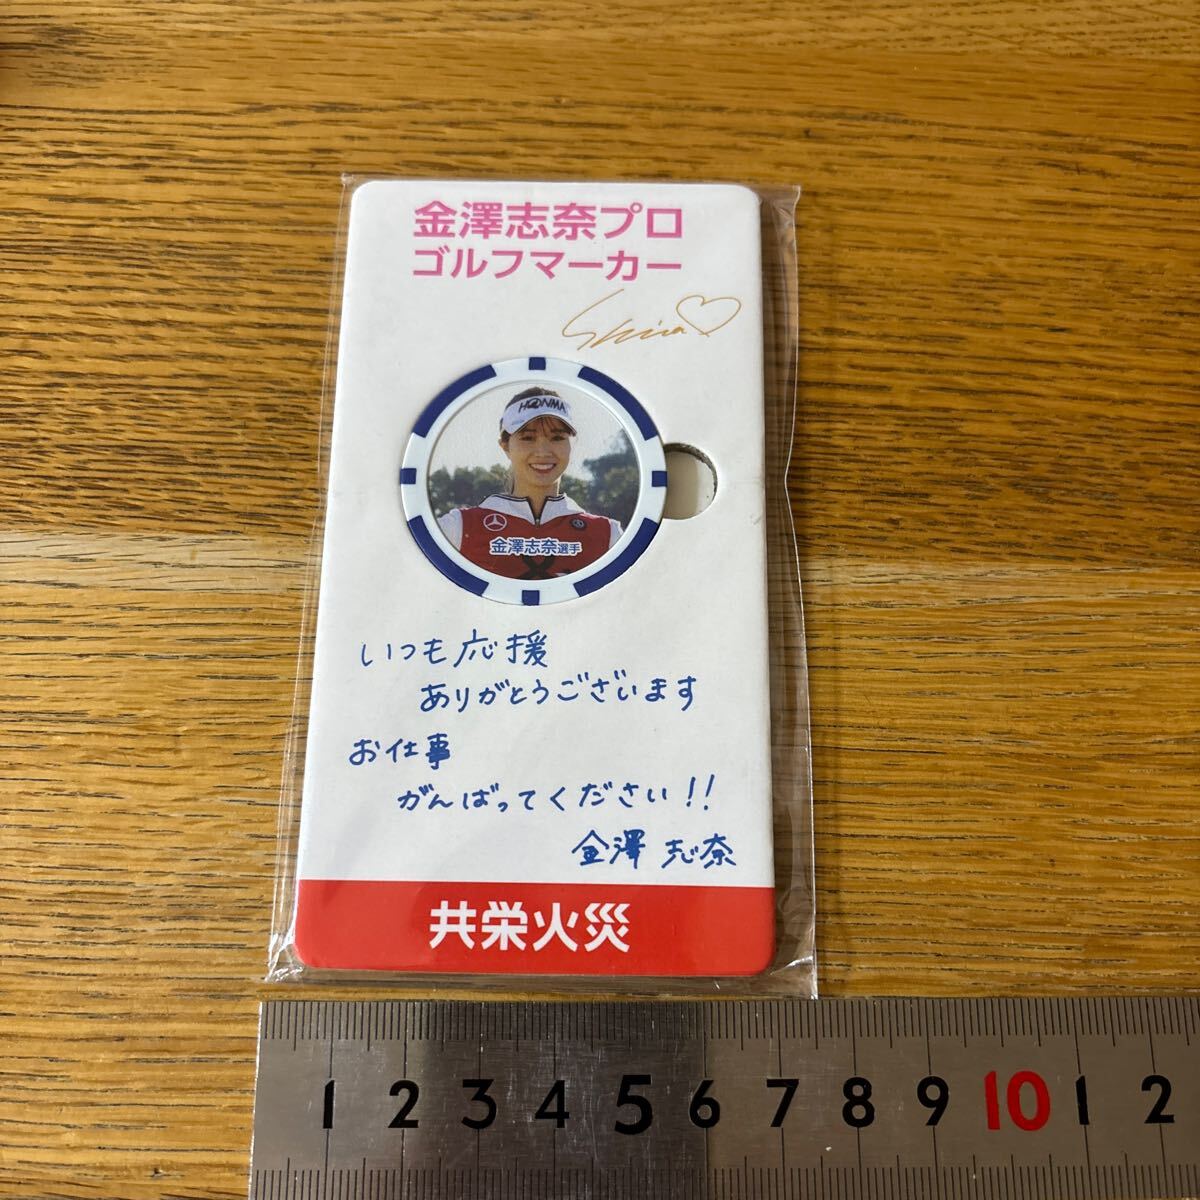 金澤志奈プロ
ゴルフマーカー
Shina♡
HONMA
金澤志奈選手
いつも応援
ありがとうございます
お仕事
がんばってください!!
金澤 志奈
共栄火災
1 2 3 4 5 6 7 8 9 10 1 2